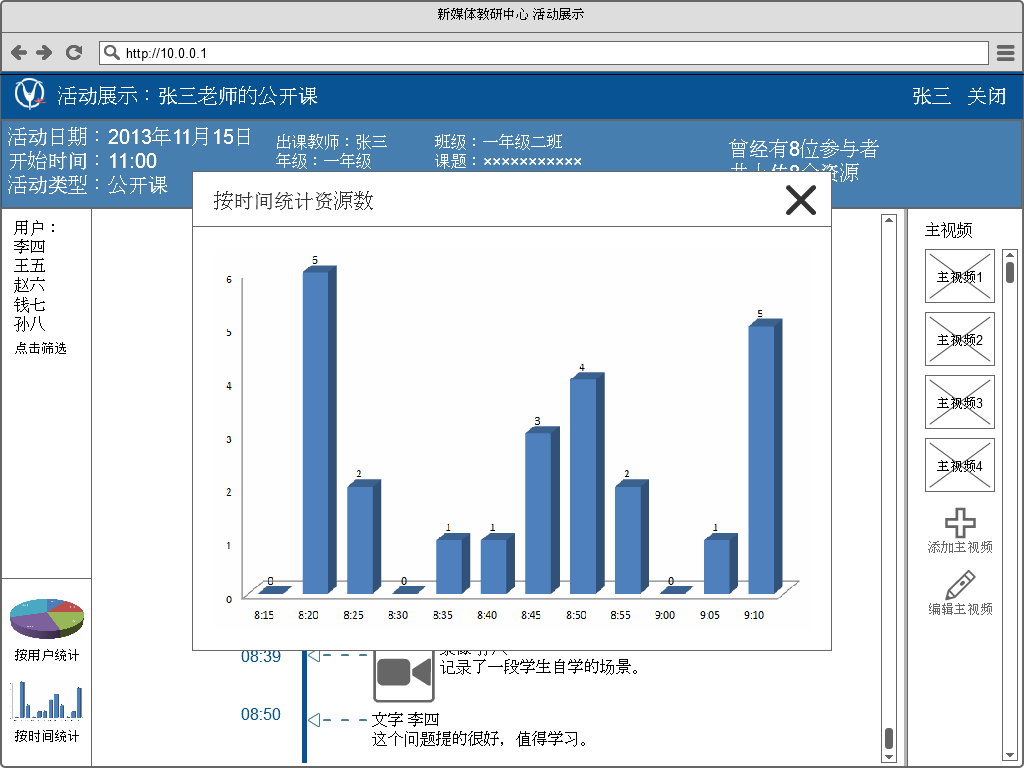 新媒体教研中心 活动展示
http://10.0.0.1
活动展示：张三老师的公开课
张三 关闭
活动日期：2013年11月15日
开始时间：11:00
活动类型：公开课
出课教师：张三
年级：一年级
班级：一年级二班
课题：×××××××××××
曾经有8位参与者
共上传8个资源
用户：
李四
王五
赵六
钱七
孙八
点击筛选
按用户统计
按时间统计
按时间统计资源数
6
5
4
3
2
1
0
0
5
2
0
1
1
3
4
2
0
1
5
8:15 8:20 8:25 8:30 8:35 8:40 8:45 8:50 8:55 9:00 9:05 9:10
08:39
记录了一段学生自学的场景。
08:50
文字 李四
这个问题提的很好，值得学习。
主视频
主视频1
主视频2
主视频3
主视频4
添加主视频
编辑主视频